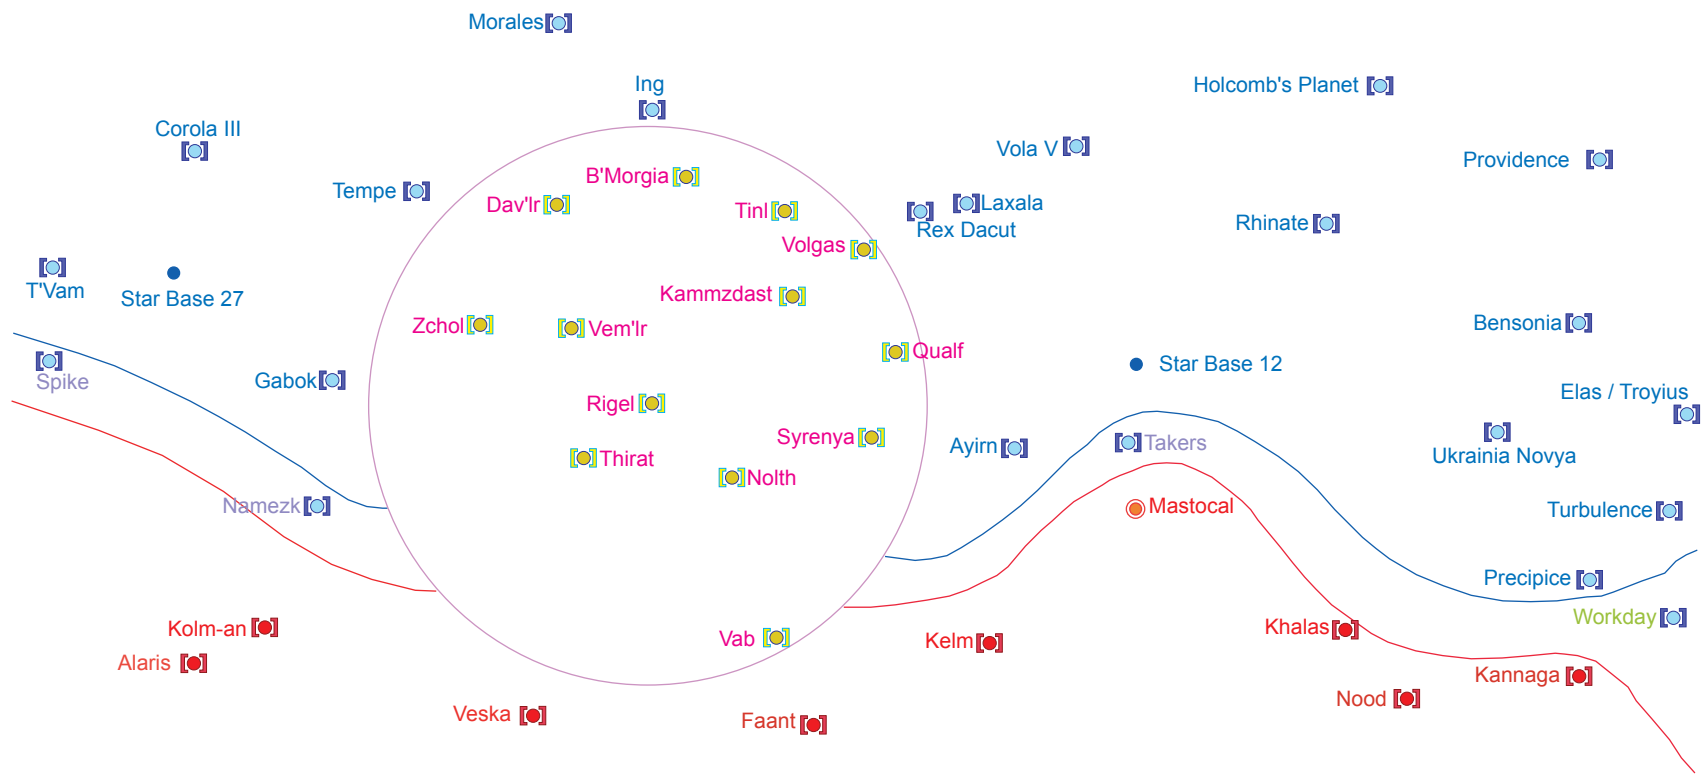 Morales
Ing
Holcomb's Planet
Corola III
Vola V
Providence
B'Morgia
Tempe
Dav'lr
Tinl
Laxala
Rex Dacut
Rhinate
Volgas
T'Vam
Star Base 27
Kammzdast
Zchol
Vem'lr
Bensonia
Qualf
Star Base 12
Spike
Gabok
Elas / Troyius
Rigel
Syrenya
Ayirn
Takers
Ukrainia Novya
Thirat
Nolth
Namezk
Mastocal
Turbulence
Precipice
Workday
Kolm-an
Vab
Kelm
Khalas
Alaris
Kannaga
Nood
Veska
Faant